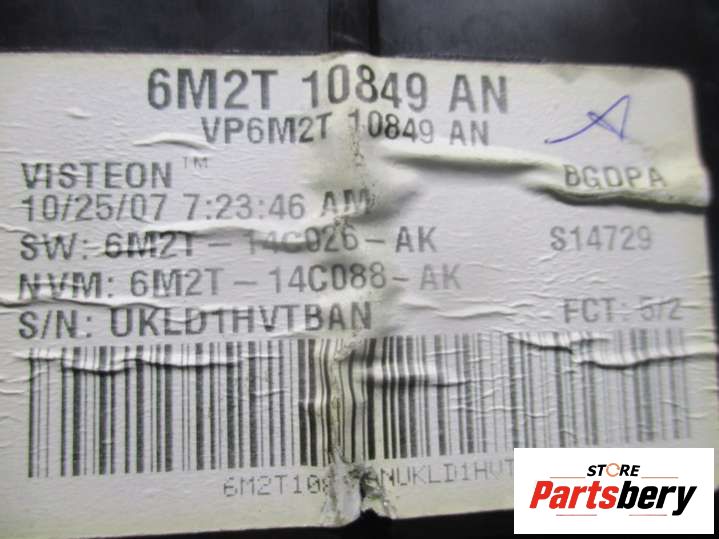 6M2T 10849 AN
VP6M2T 10849 AN
VISTEON™ BGDPA
10/25/07 7:23:46 AM
SW: 6M2T-14C026-AK S14729
NVM: 6M2T-14C088-AK
S/N: UKLD1HVTBAN FCT: 5/2
STORE
Partsbery